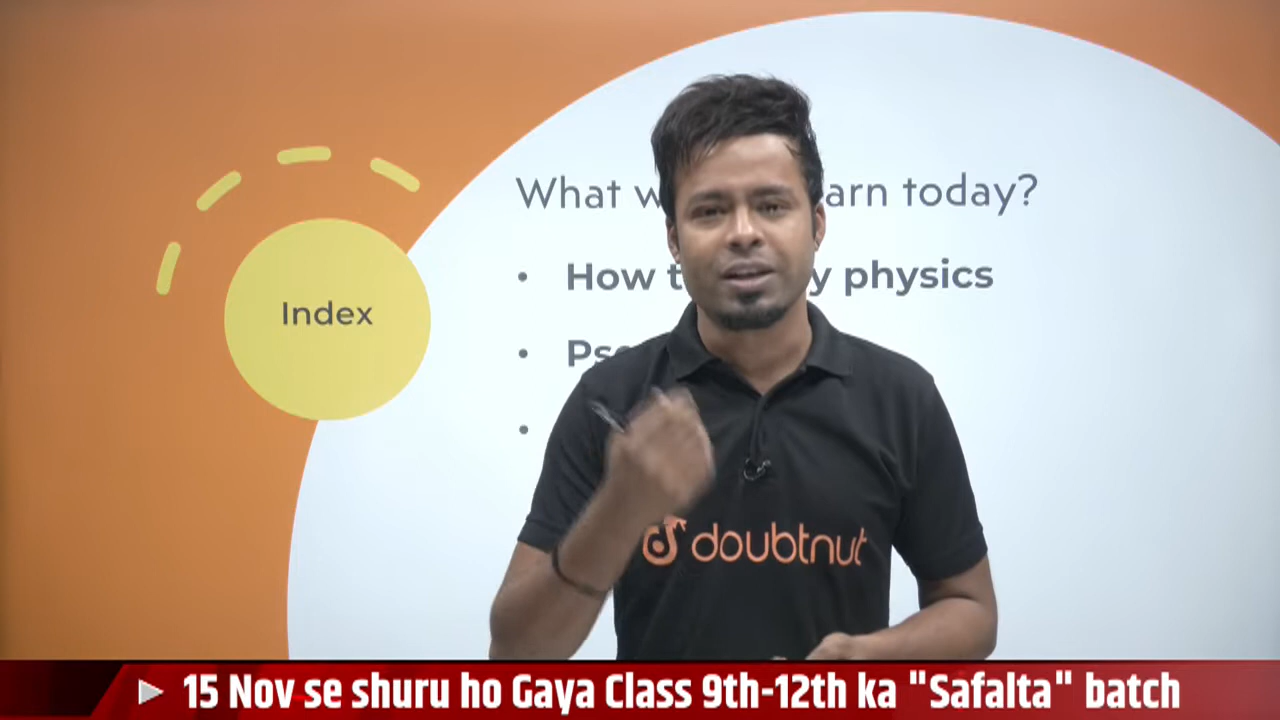 What w arn today?
Index
• How t y physics
• Ps
•
doubtnut
15 Nov se shuru ho Gaya Class 9th-12th ka "Safalta" batch